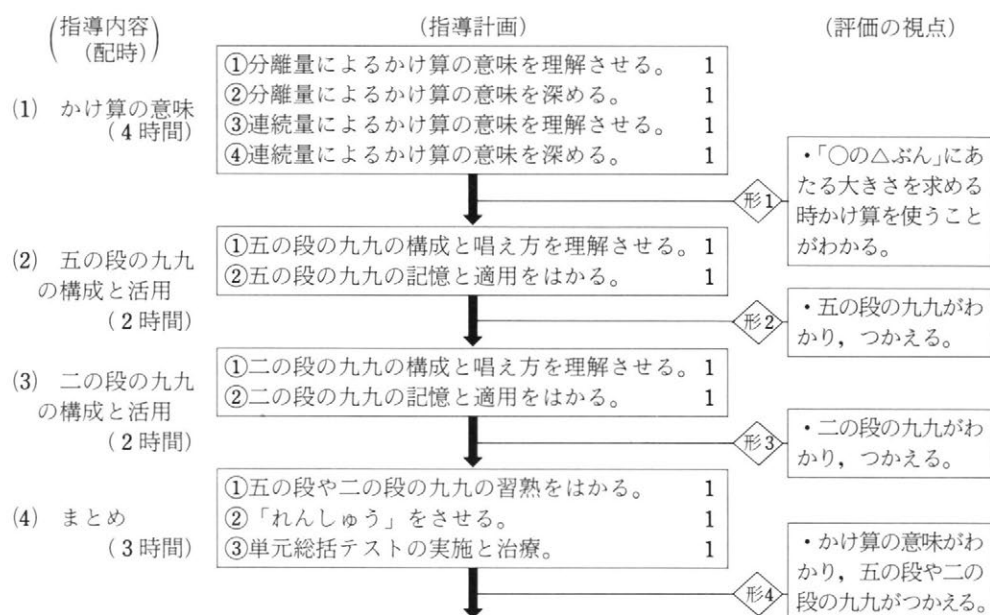 (指導内容(配時))
(指導計画)
(評価の視点)
(1) かけ算の意味
(4時間)
①分離量によるかけ算の意味を理解させる。 1
②分離量によるかけ算の意味を深める。 1
③連続量によるかけ算の意味を理解させる。 1
④連続量によるかけ算の意味を深める。 1
形1
・「○の△ぶん」にあ
たる大きさを求める
時かけ算を使うこと
がわかる。
(2) 五の段の九九
の構成と活用
(2時間)
①五の段の九九の構成と唱え方を理解させる。 1
②五の段の九九の記憶と適用をはかる。 1
形2
・五の段の九九がわ
かり，つかえる。
(3) 二の段の九九
の構成と活用
(2時間)
①二の段の九九の構成と唱え方を理解させる。 1
②二の段の九九の記憶と適用をはかる。 1
形3
・二の段の九九がわ
かり，つかえる。
(4) まとめ
(3時間)
①五の段や二の段の九九の習熟をはかる。 1
②「れんしゅう」をさせる。 1
③単元総括テストの実施と治療。 1
形4
・かけ算の意味がわ
かり，五の段や二の
段の九九がつかえる。